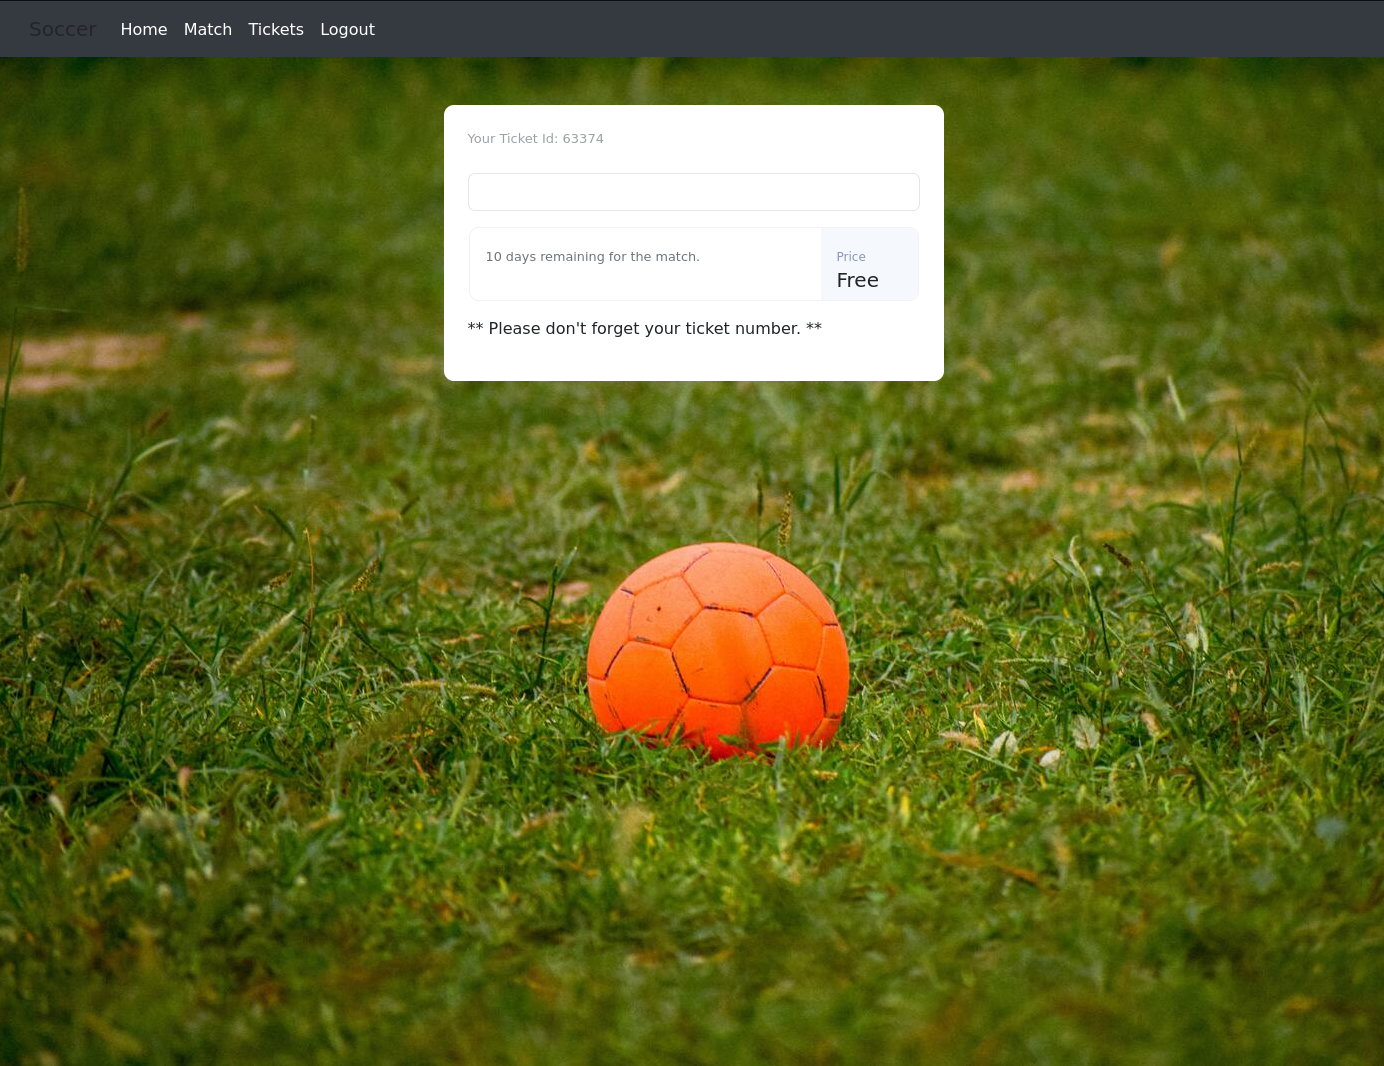 Soccer Home Match Tickets Logout
Your Ticket Id: 63374
10 days remaining for the match.
Price
Free
** Please don't forget your ticket number. **